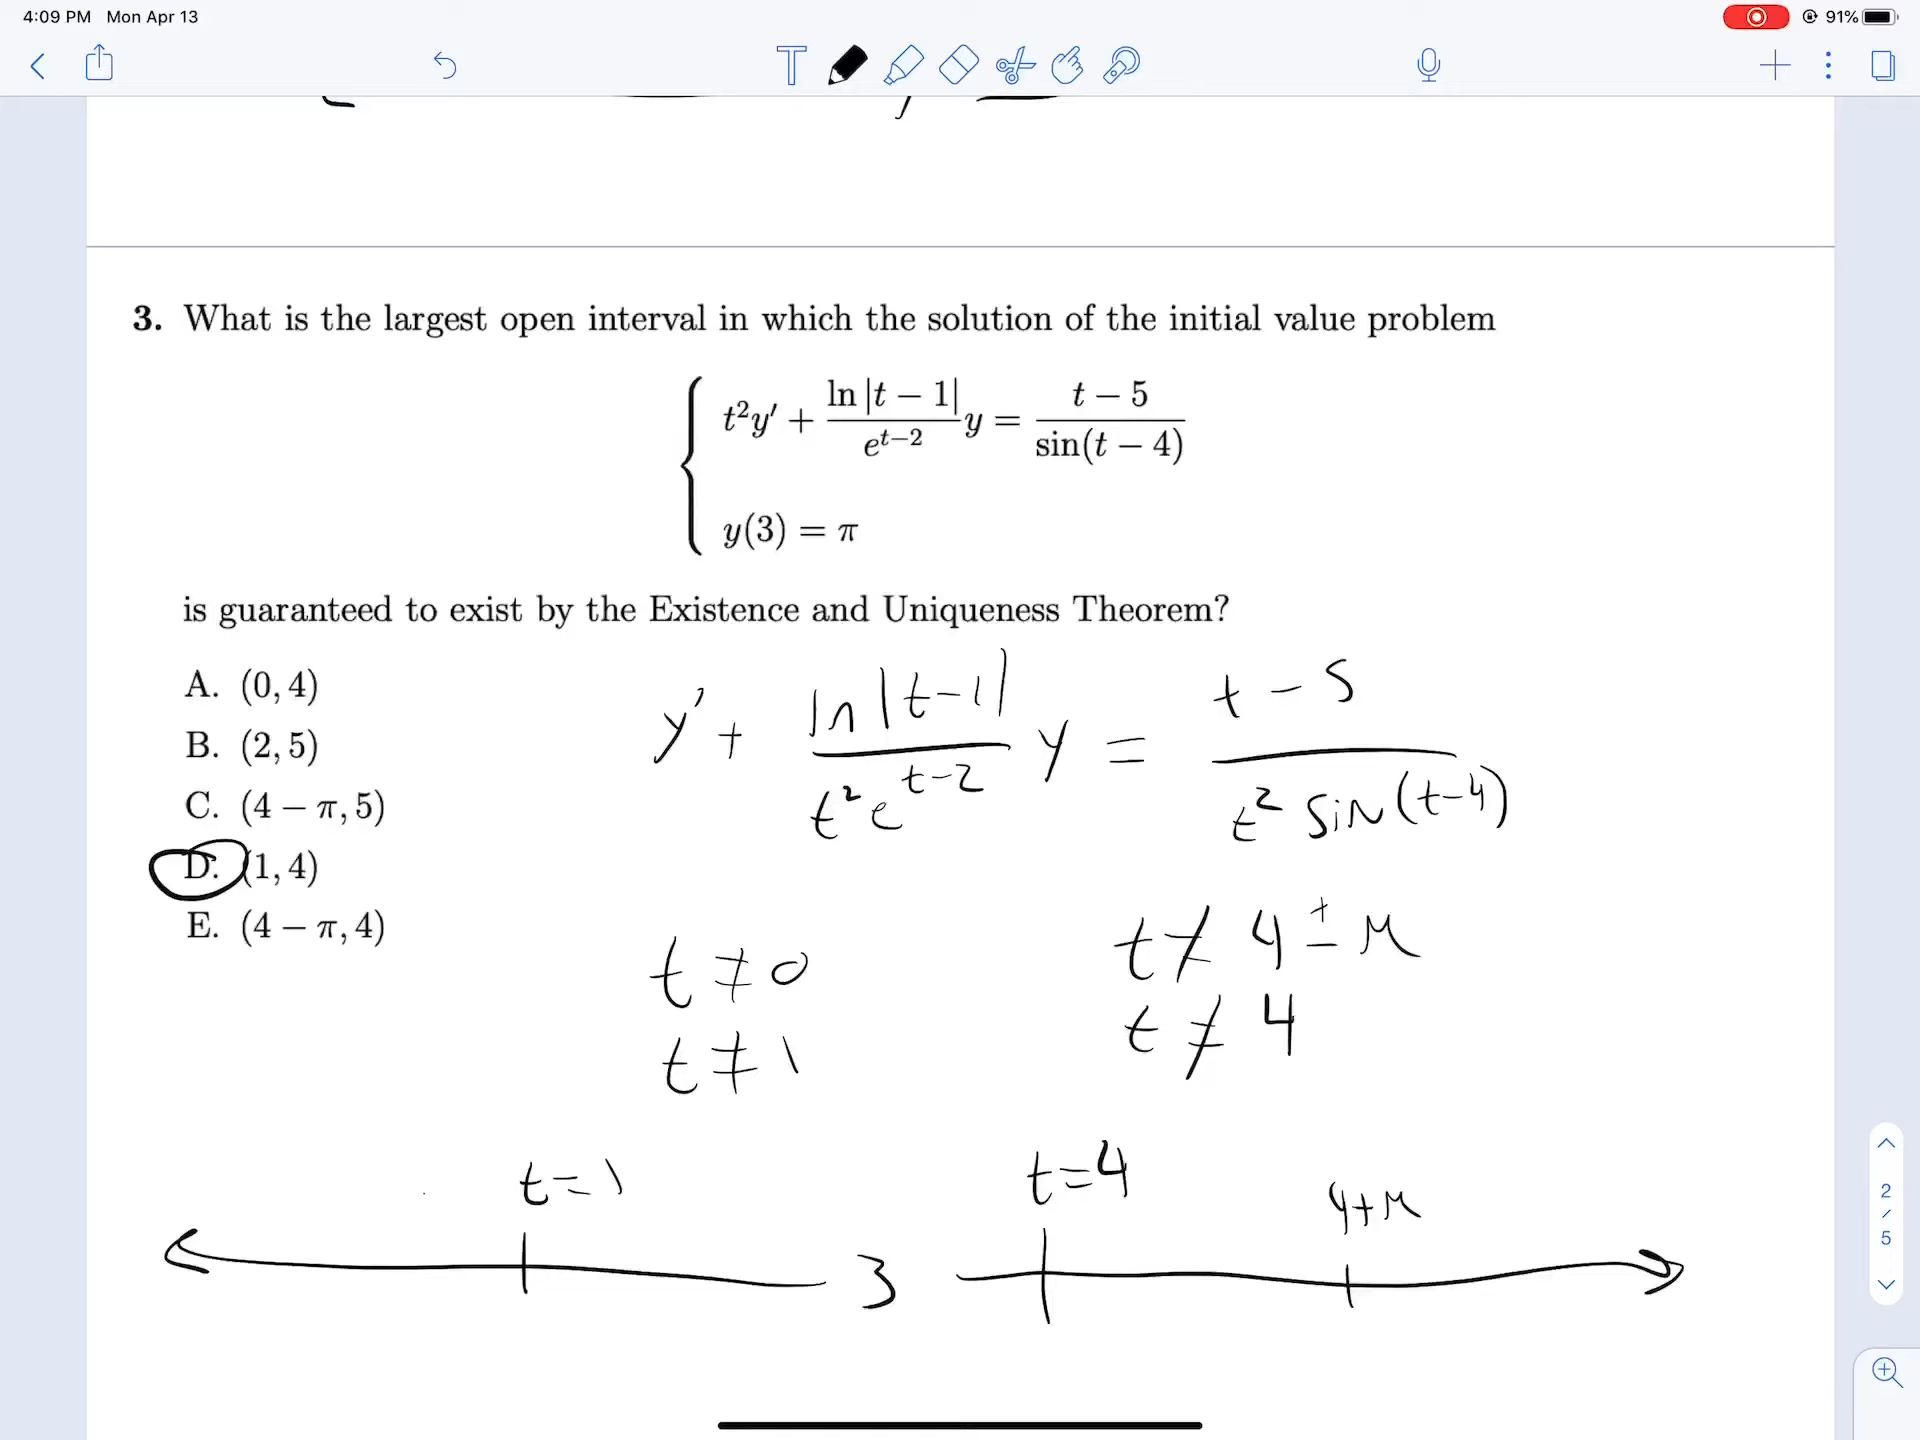 4:09 PM Mon Apr 13
91%
3. What is the largest open interval in which the solution of the initial value problem
t²y′ + ln|t − 1| / e^(t−2) y = t − 5 / sin(t − 4)
y(3) = π
is guaranteed to exist by the Existence and Uniqueness Theorem?
A. (0, 4)
B. (2, 5)
C. (4 − π, 5)
D. (1, 4)
E. (4 − π, 4)
y′ + ln|t−1| / t² e^(t−2) y = t − 5 / t² sin(t−4)
t ≠ 0
t ≠ 1
t ≠ 4 ± π
t ≠ 4
t=1
t=4
4+π
3
2
/
5